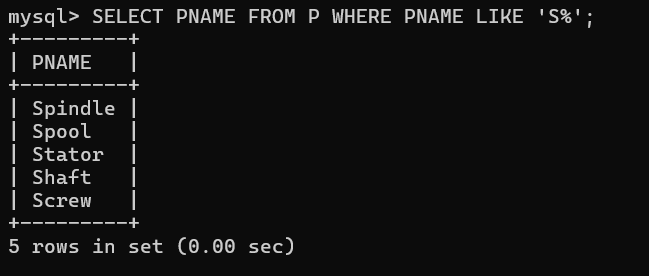 mysql> SELECT PNAME FROM P WHERE PNAME LIKE 'S%';
+---------+
| PNAME   |
+---------+
| Spindle |
| Spool   |
| Stator  |
| Shaft   |
| Screw   |
+---------+
5 rows in set (0.00 sec)